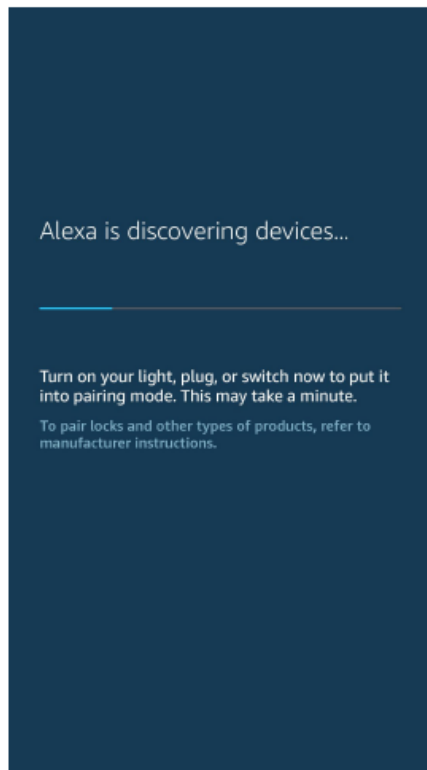 Alexa is discovering devices...
Turn on your light, plug, or switch now to put it
into pairing mode. This may take a minute.
To pair locks and other types of products, refer to
manufacturer instructions.